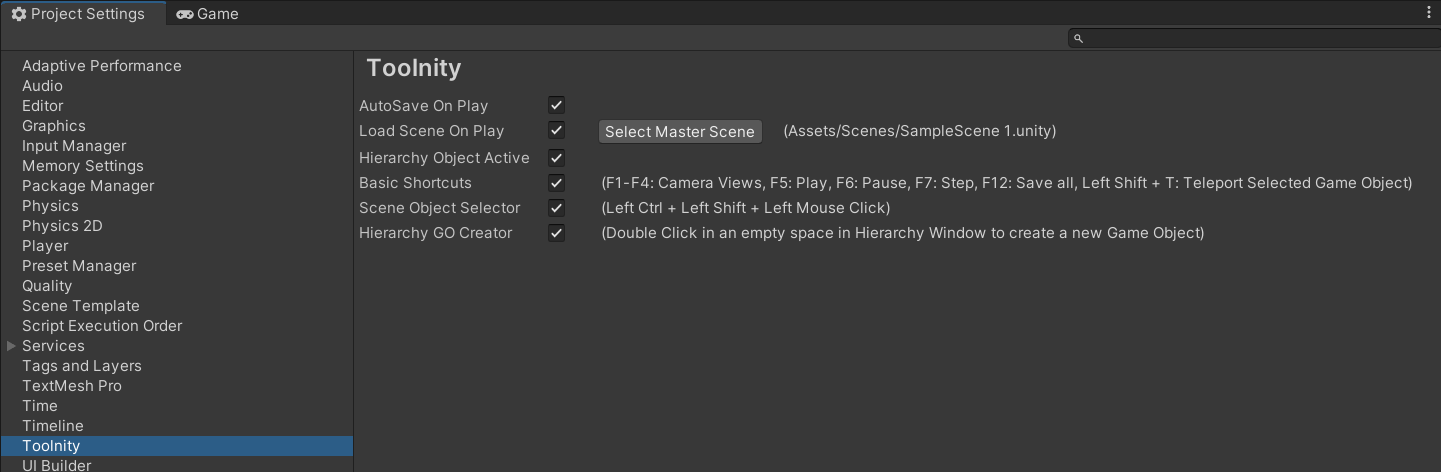 Project Settings
Game
Adaptive Performance
Audio
Editor
Graphics
Input Manager
Memory Settings
Package Manager
Physics
Physics 2D
Player
Preset Manager
Quality
Scene Template
Script Execution Order
Services
Tags and Layers
TextMesh Pro
Time
Timeline
Toolnity
UI Builder
Toolnity
AutoSave On Play
Load Scene On Play Select Master Scene (Assets/Scenes/SampleScene 1.unity)
Hierarchy Object Active
Basic Shortcuts (F1-F4: Camera Views, F5: Play, F6: Pause, F7: Step, F12: Save all, Left Shift + T: Teleport Selected Game Object)
Scene Object Selector (Left Ctrl + Left Shift + Left Mouse Click)
Hierarchy GO Creator (Double Click in an empty space in Hierarchy Window to create a new Game Object)